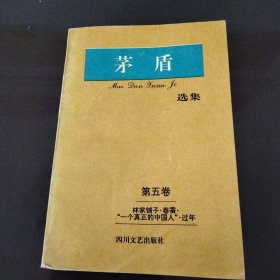 茅盾
Mao Dun Xuan Ji
选集
第五卷
林家铺子·春蚕·
“一个真正的中国人”·过年
四川文艺出版社